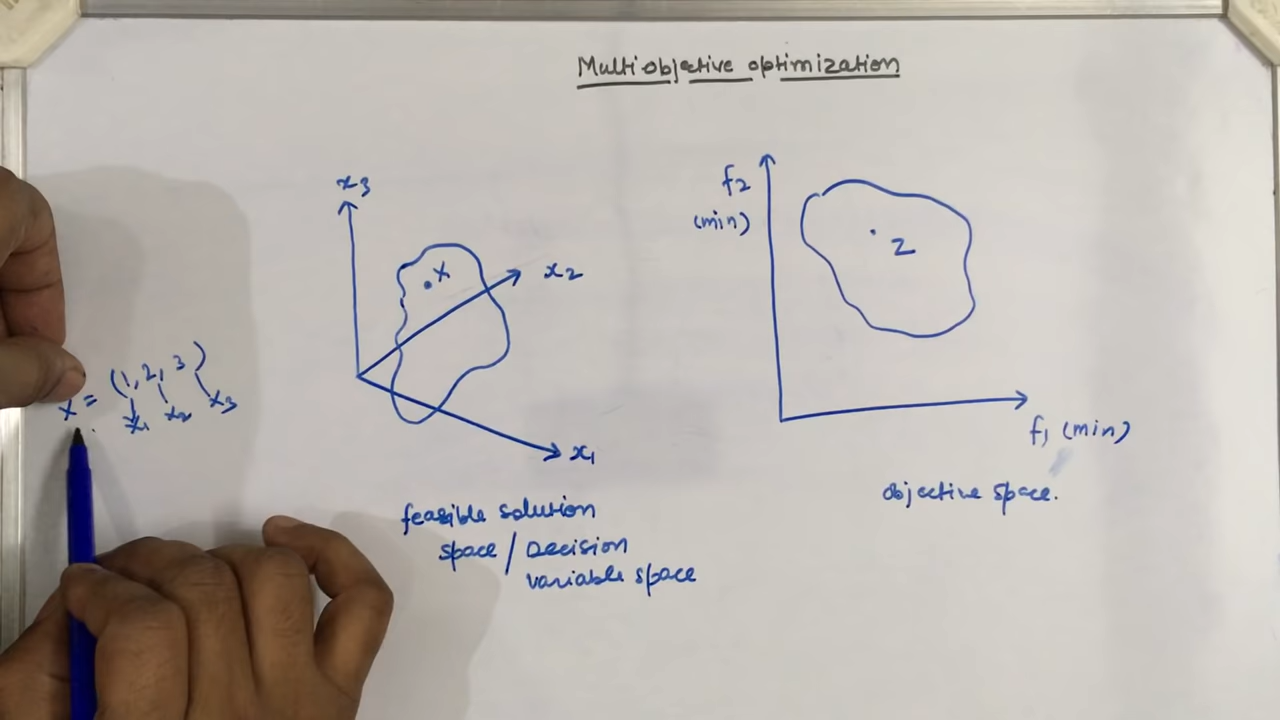 Multiobjective optimization
x3
x2
x1
X
X = (1, 2, 3)
x1 x2 x3
feasible solution
space / Decision
variable space
f2
(min)
Z
f1 (min)
objective space.